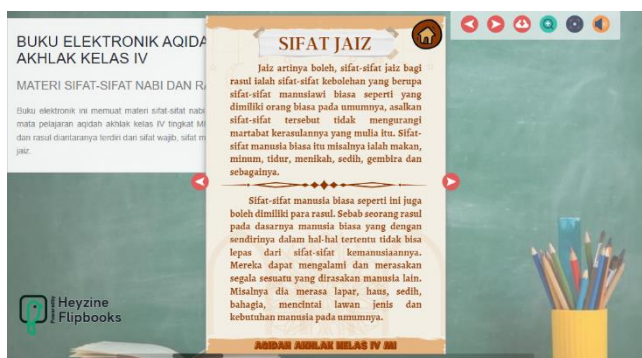 BUKU ELEKTRONIK AQIDA
AKHLAK KELAS IV
MATERI SIFAT-SIFAT NABI DAN RA
Buku elektronik ini memuat materi sifat-sifat nabi
mata pelajaran aqidah akhlak kelas IV tingkat MI
dan rasul diantaranya terdiri dari sifat wajib, sifat m
jaiz.
SIFAT JAIZ
Jaiz artinya boleh, sifat-sifat jaiz bagi
rasul ialah sifat-sifat kebolehan yang berupa
sifat-sifat manusiawi biasa seperti yang
dimiliki orang biasa pada umumnya, asalkan
sifat-sifat tersebut tidak mengurangi
martabat kerasulannya yang mulia itu. Sifat-
sifat manusia biasa itu misalnya ialah makan,
minum, tidur, menikah, sedih, gembira dan
sebagainya.
Sifat-sifat manusia biasa seperti ini juga
boleh dimiliki para rasul. Sebab seorang rasul
pada dasarnya manusia biasa yang dengan
sendirinya dalam hal-hal tertentu tidak bisa
lepas dari sifat-sifat kemanusiaannya.
Mereka dapat mengalami dan merasakan
segala sesuatu yang dirasakan manusia lain.
Misalnya dia merasa lapar, haus, sedih,
bahagia, mencintai lawan jenis dan
kebutuhan manusia pada umumnya.
AQIDAH AKHLAK KELAS IV MI
Powered by
Heyzine
Flipbooks